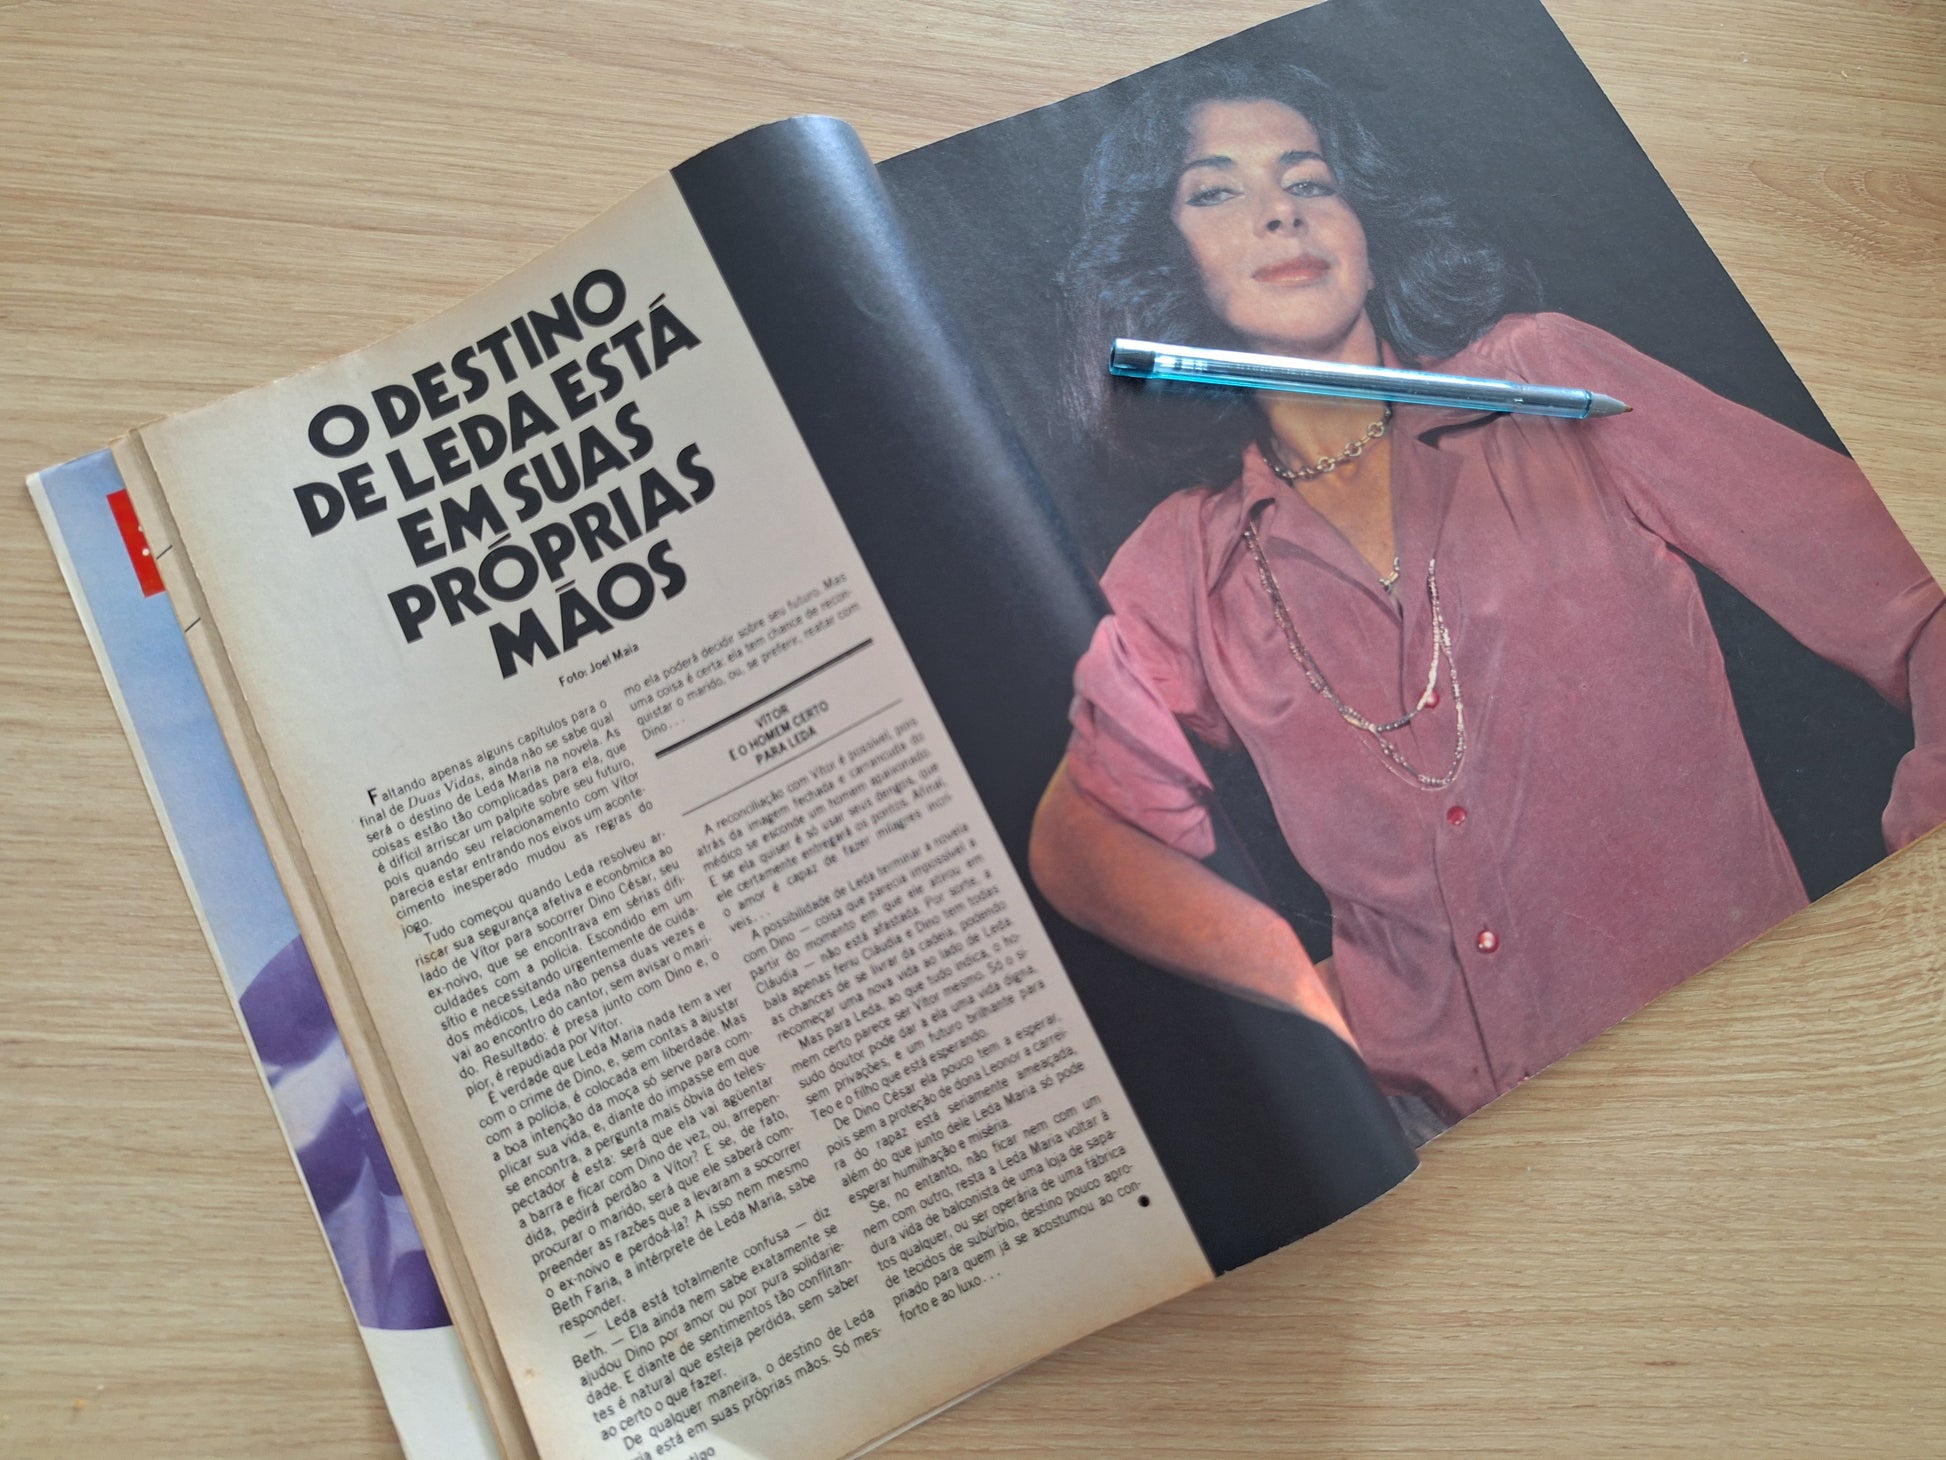 O DESTINO
DE LEDA ESTÁ
EM SUAS
PRÓPRIAS
MÃOS
Foto: Joel Maia
Faltando apenas alguns capítulos para o
final de Duas Vidas, ainda não se sabe qual
será o destino de Leda Maria na novela. As
coisas estão tão complicadas para ela, que
é difícil arriscar um palpite sobre seu futuro,
pois quando seu relacionamento com Vítor
parecia estar entrando nos eixos um aconte-
cimento inesperado mudou as regras do
jogo.
Tudo começou quando Leda resolveu ar-
riscar sua segurança afetiva e econômica ao
lado de Vítor para socorrer Dino César, seu
ex-noivo, que se encontrava em sérias difi-
culdades com a polícia. Escondido em um
sítio e necessitando urgentemente de cuida-
dos médicos, Leda não pensa duas vezes e
vai ao encontro do cantor, sem avisar o mari-
do. Resultado: é presa junto com Dino e, o
pior, é repudiada por Vítor.
É verdade que Leda Maria nada tem a ver
com o crime de Dino, e, sem contas a ajustar
com a polícia, é colocada em liberdade. Mas
a boa intenção da moça só serve para com-
plicar sua vida, e, diante do impasse em que
se encontra, a pergunta mais óbvia do teles-
pectador é esta: será que ela vai agüentar
a barra e ficar com Dino de vez, ou, arrepen-
dida, pedirá perdão a Vítor? E se, de fato,
procurar o marido, será que ele saberá com-
preender as razões que a levaram a socorrer
o ex-noivo e perdoá-la? A isso nem mesmo
Beth Faria, a intérprete de Leda Maria, sabe
responder.
— Leda está totalmente confusa — diz
Beth. — Ela ainda nem sabe exatamente se
ajudou Dino por amor ou por pura solidarie-
dade. E diante de sentimentos tão conflitan-
tes é natural que esteja perdida, sem saber
ao certo o que fazer.
De qualquer maneira, o destino de Leda
está em suas próprias mãos. Só mes-
mo ela poderá decidir sobre seu futuro. Mas
uma coisa é certa: ela tem chance de recon-
quistar o marido, ou, se preferir, reatar com
Dino...
VÍTOR
É O HOMEM CERTO
PARA LEDA
A reconciliação com Vítor é possível, pois
atrás da imagem fechada e carrancuda do
médico se esconde um homem apaixonado.
E se ela quiser é só usar seus dengos, que
ele certamente entregará os pontos. Afinal,
o amor é capaz de fazer milagres incrí-
veis...
A possibilidade de Leda terminar a novela
com Dino — coisa que parecia impossível a
partir do momento em que ele atirou em
Cláudia — não está afastada. Por sorte, a
bala apenas feriu Cláudia e Dino tem todas
as chances de se livrar da cadeia, podendo
recomeçar uma nova vida ao lado de Leda.
Mas para Leda, ao que tudo indica, o ho-
mem certo parece ser Vítor mesmo. Só o si-
sudo doutor pode dar a ela uma vida digna,
sem privações, e um futuro brilhante para
Teo e o filho que está esperando.
De Dino César ela pouco tem a esperar,
pois sem a proteção de dona Leonor a carrei-
ra do rapaz está seriamente ameaçada,
além do que junto dele Leda Maria só pode
esperar humilhação e miséria.
Se, no entanto, não ficar nem com um
nem com outro, resta a Leda Maria voltar à
dura vida de balconista de uma loja de sapa-
tos qualquer, ou ser operária de uma fábrica
de tecidos de subúrbio, destino pouco apro-
priado para quem já se acostumou ao con-
forto e ao luxo...